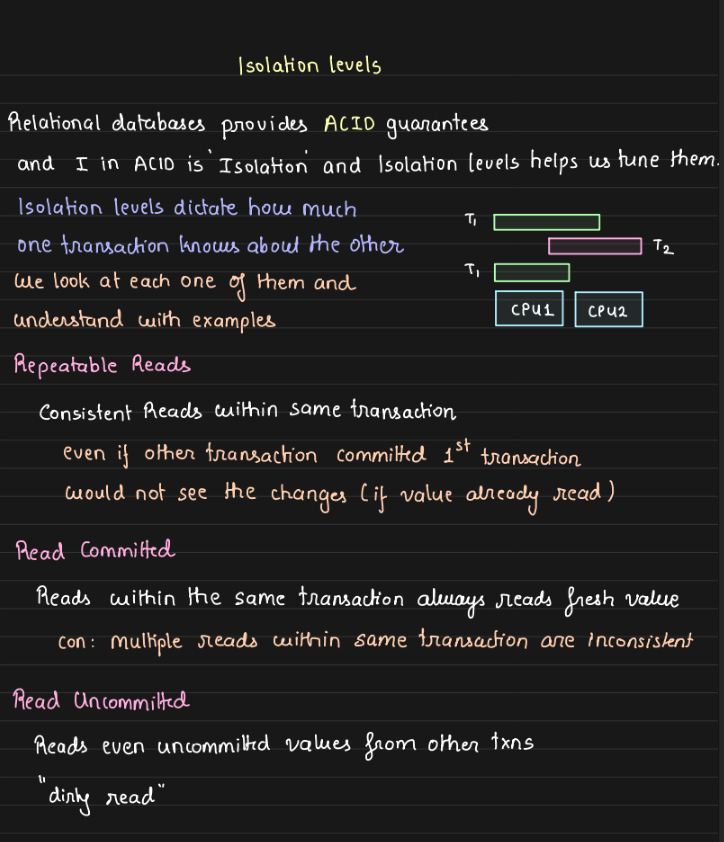 Isolation levels
Relational databases provides ACID guarantees
and I in ACID is 'Isolation' and Isolation levels helps us tune them.
Isolation levels dictate how much
one transaction knows about the other
we look at each one of them and
understand with examples
T1
T2
T1
CPU1 CPU2
Repeatable Reads
Consistent Reads within same transaction
even if other transaction committed 1st transaction
would not see the changes (if value already read)
Read Committed
Reads within the same transaction always reads fresh value
con: multiple reads within same transaction are inconsistent
Read Uncommitted
Reads even uncommitted values from other txns
"dirty read"